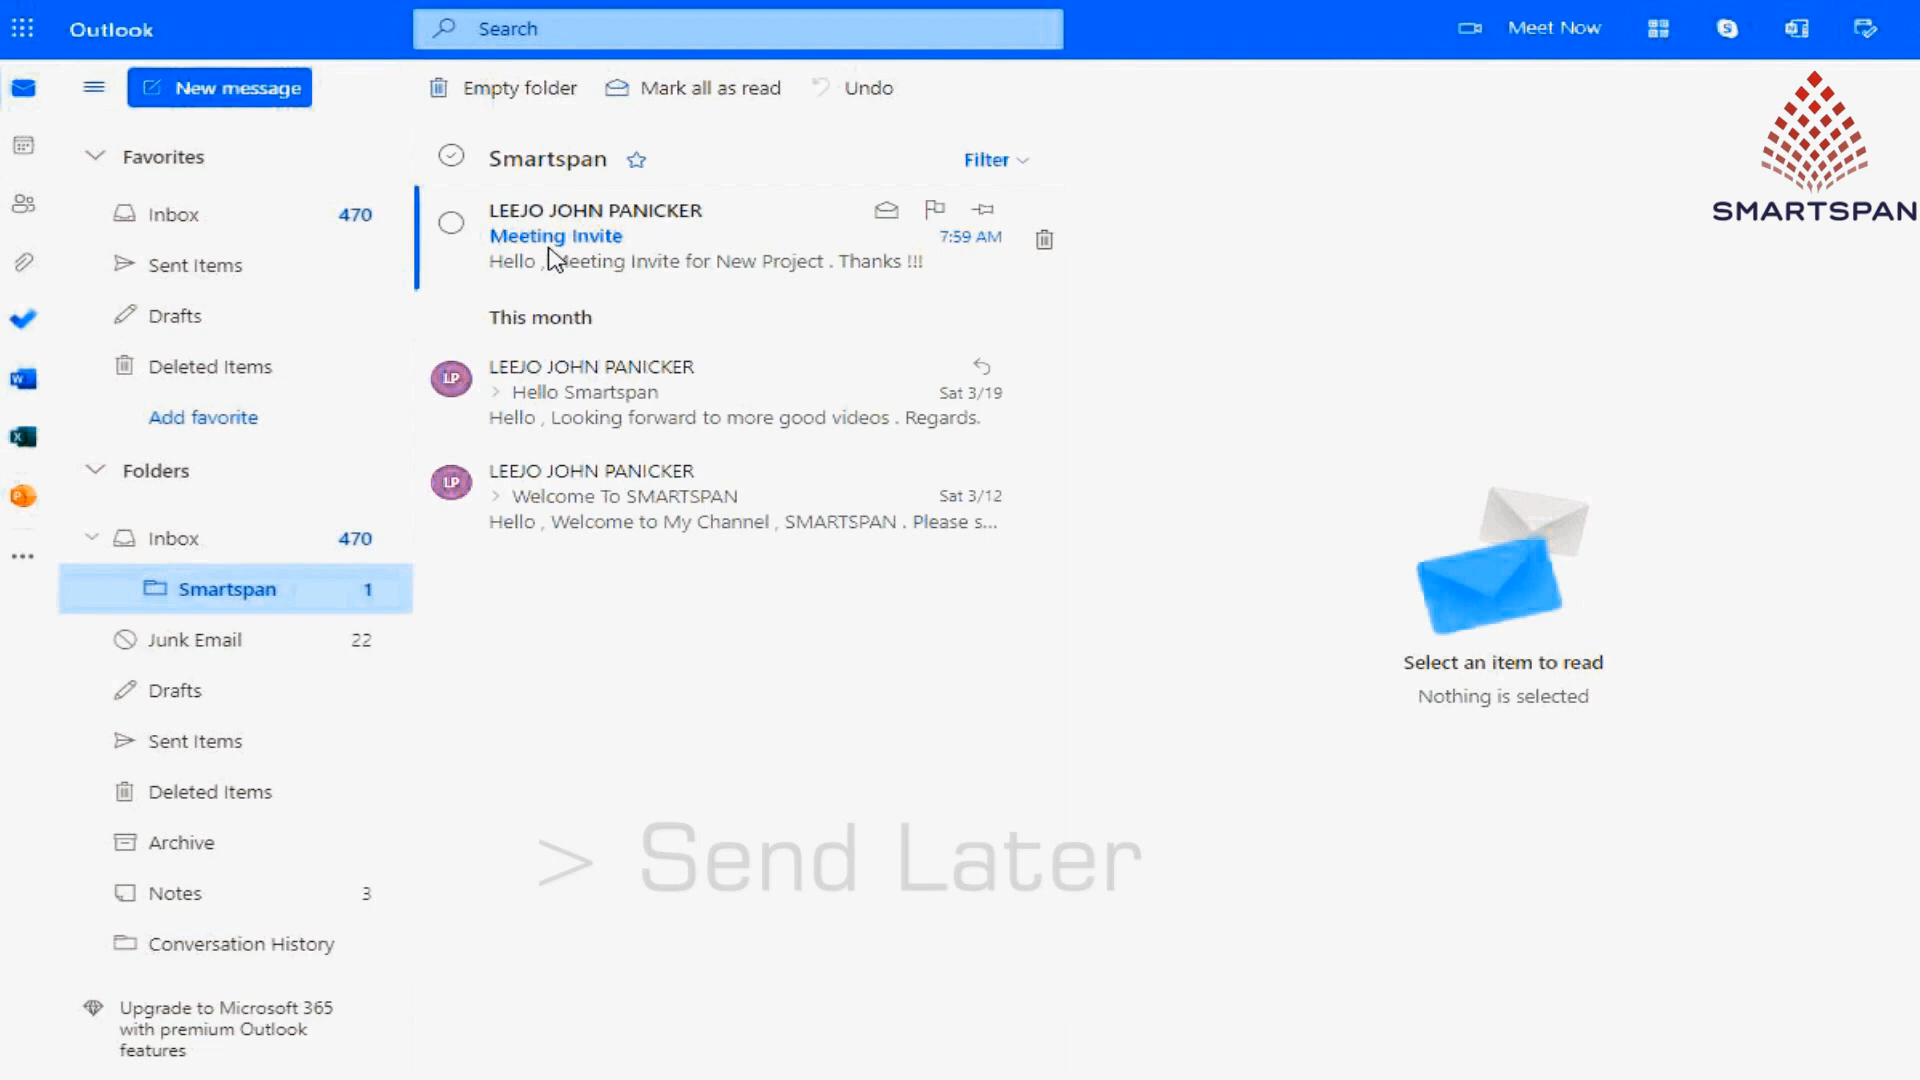 Outlook
Search
Meet Now
New message
Empty folder
Mark all as read
Undo
SMARTSPAN
Favorites
Inbox 470
Sent Items
Drafts
Deleted Items
Add favorite
Folders
Inbox 470
Smartspan 1
Junk Email 22
Drafts
Sent Items
Deleted Items
Archive
Notes 3
Conversation History
Upgrade to Microsoft 365
with premium Outlook
features
Smartspan
Filter
LEEJO JOHN PANICKER
Meeting Invite 7:59 AM
Hello , Meeting Invite for New Project . Thanks !!!
This month
LP
LEEJO JOHN PANICKER
> Hello Smartspan Sat 3/19
Hello , Looking forward to more good videos . Regards.
LP
LEEJO JOHN PANICKER
> Welcome To SMARTSPAN Sat 3/12
Hello , Welcome to My Channel , SMARTSPAN . Please s...
Select an item to read
Nothing is selected
> Send Later